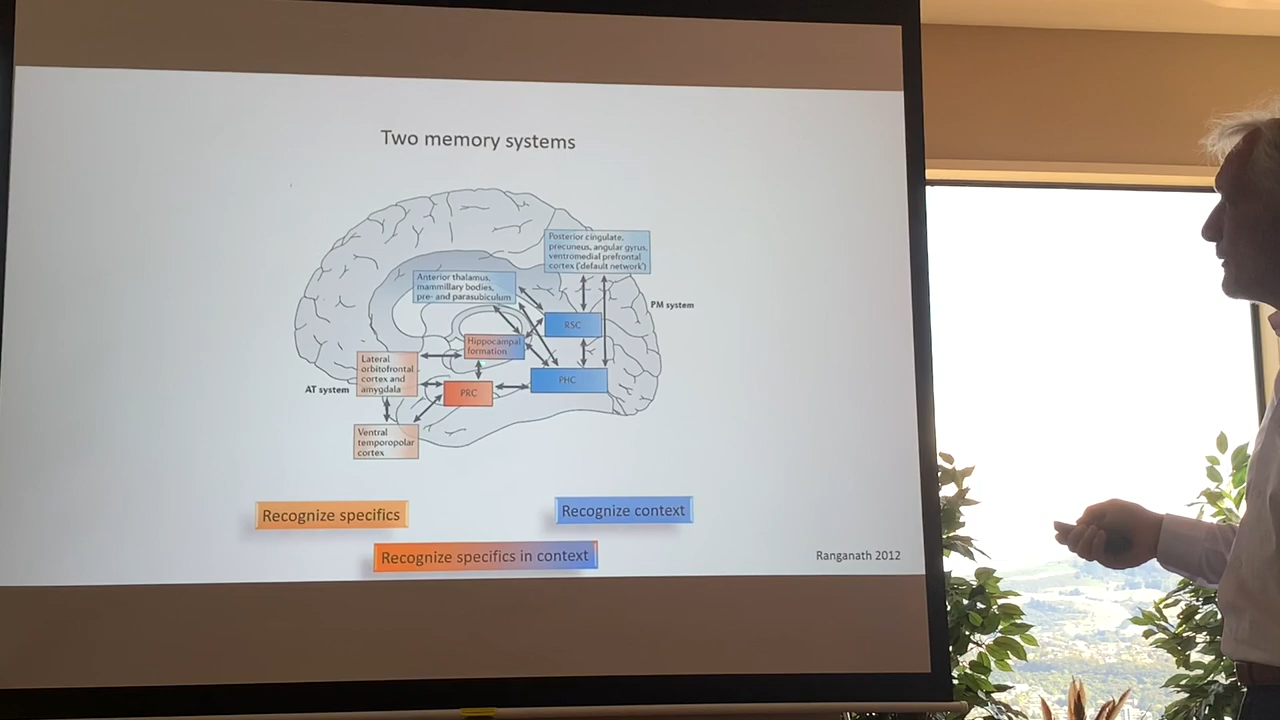 Two memory systems
Posterior cingulate,
precuneus, angular gyrus,
ventromedial prefrontal
cortex ('default network')
Anterior thalamus,
mammillary bodies,
pre- and parasubiculum
PM system
RSC
Hippocampal
formation
Lateral
orbitofrontal
cortex and
amygdala
AT system
PHC
PRC
Ventral
temporopolar
cortex
Recognize specifics
Recognize context
Recognize specifics in context
Ranganath 2012